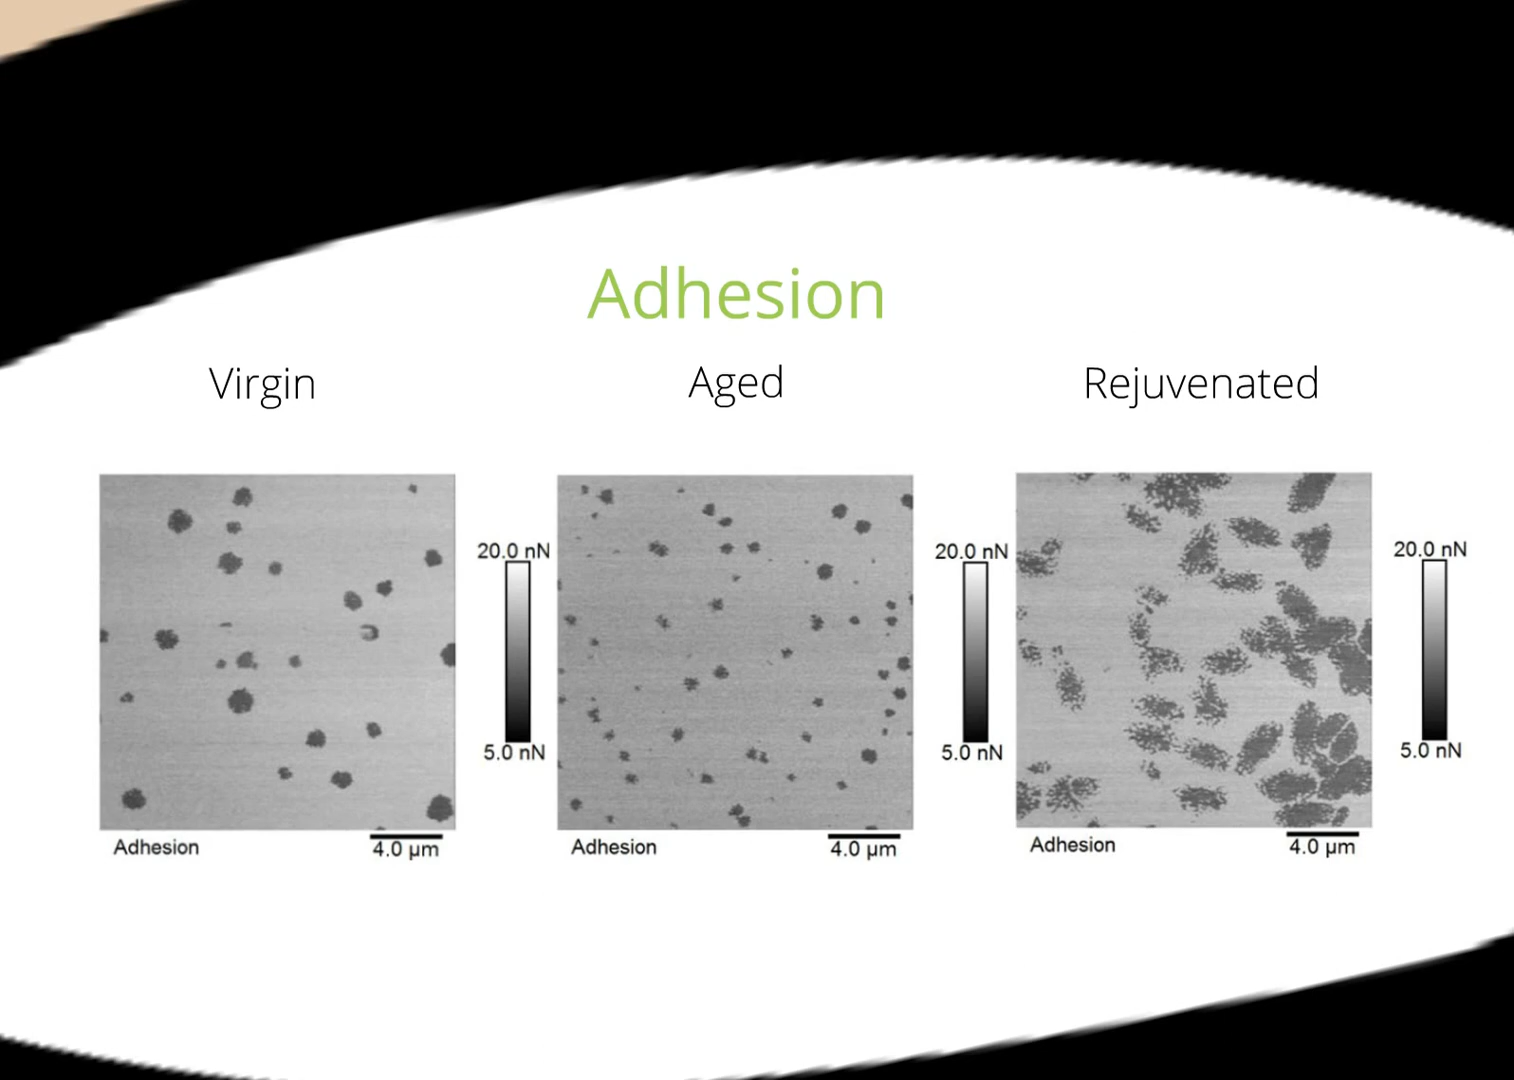 Adhesion
Virgin
Aged
Rejuvenated
20.0 nN
5.0 nN
Adhesion
4.0 µm
20.0 nN
5.0 nN
Adhesion
4.0 µm
20.0 nN
5.0 nN
Adhesion
4.0 µm